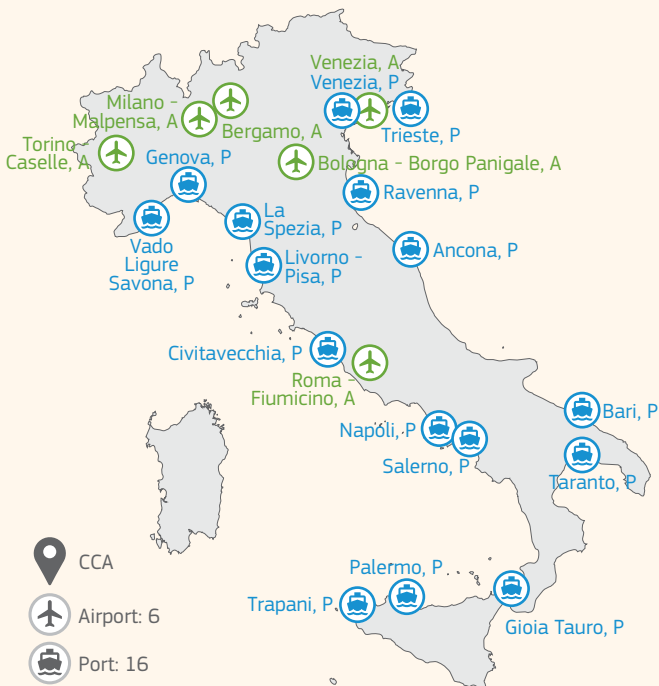 Venezia, A
Venezia, P
Milano -
Malpensa, A
Bergamo, A
Trieste, P
Torino
Caselle, A
Genova, P
Bologna - Borgo Panigale, A
Ravenna, P
La
Spezia, P
Vado
Ligure
Savona, P
Livorno -
Pisa, P
Ancona, P
Civitavecchia, P
Roma -
Fiumicino, A
Napoli, P
Salerno, P
Bari, P
Taranto, P
Palermo, P
Trapani, P
Gioia Tauro, P
CCA
Airport: 6
Port: 16